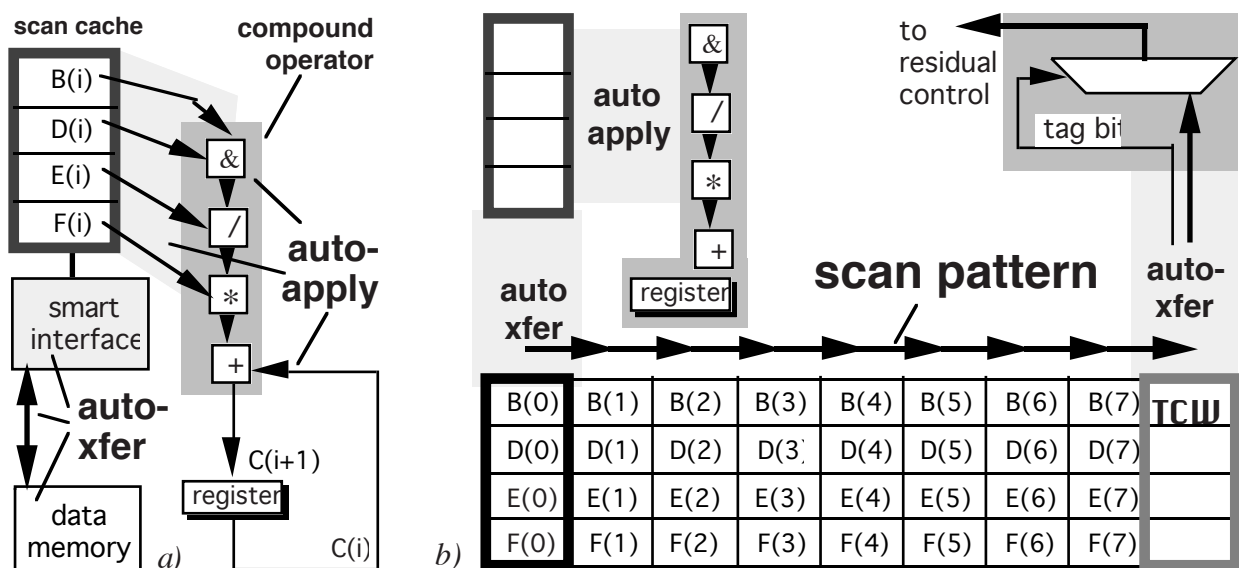 scan cache
B(i)
D(i)
E(i)
F(i)
smart
interface
auto-
xfer
data
memory
a)
compound
operator
&
/
*
+
auto-
apply
C(i+1)
register
C(i)
b)
auto
apply
&
/
*
+
register
auto
xfer
scan pattern
to
residual
control
tag bit
auto-
xfer
B(0) B(1) B(2) B(3) B(4) B(5) B(6) B(7) TCW
D(0) D(1) D(2) D(3) D(4) D(5) D(6) D(7)
E(0) E(1) E(2) E(3) E(4) E(5) E(6) E(7)
F(0) F(1) F(2) F(3) F(4) F(5) F(6) F(7)